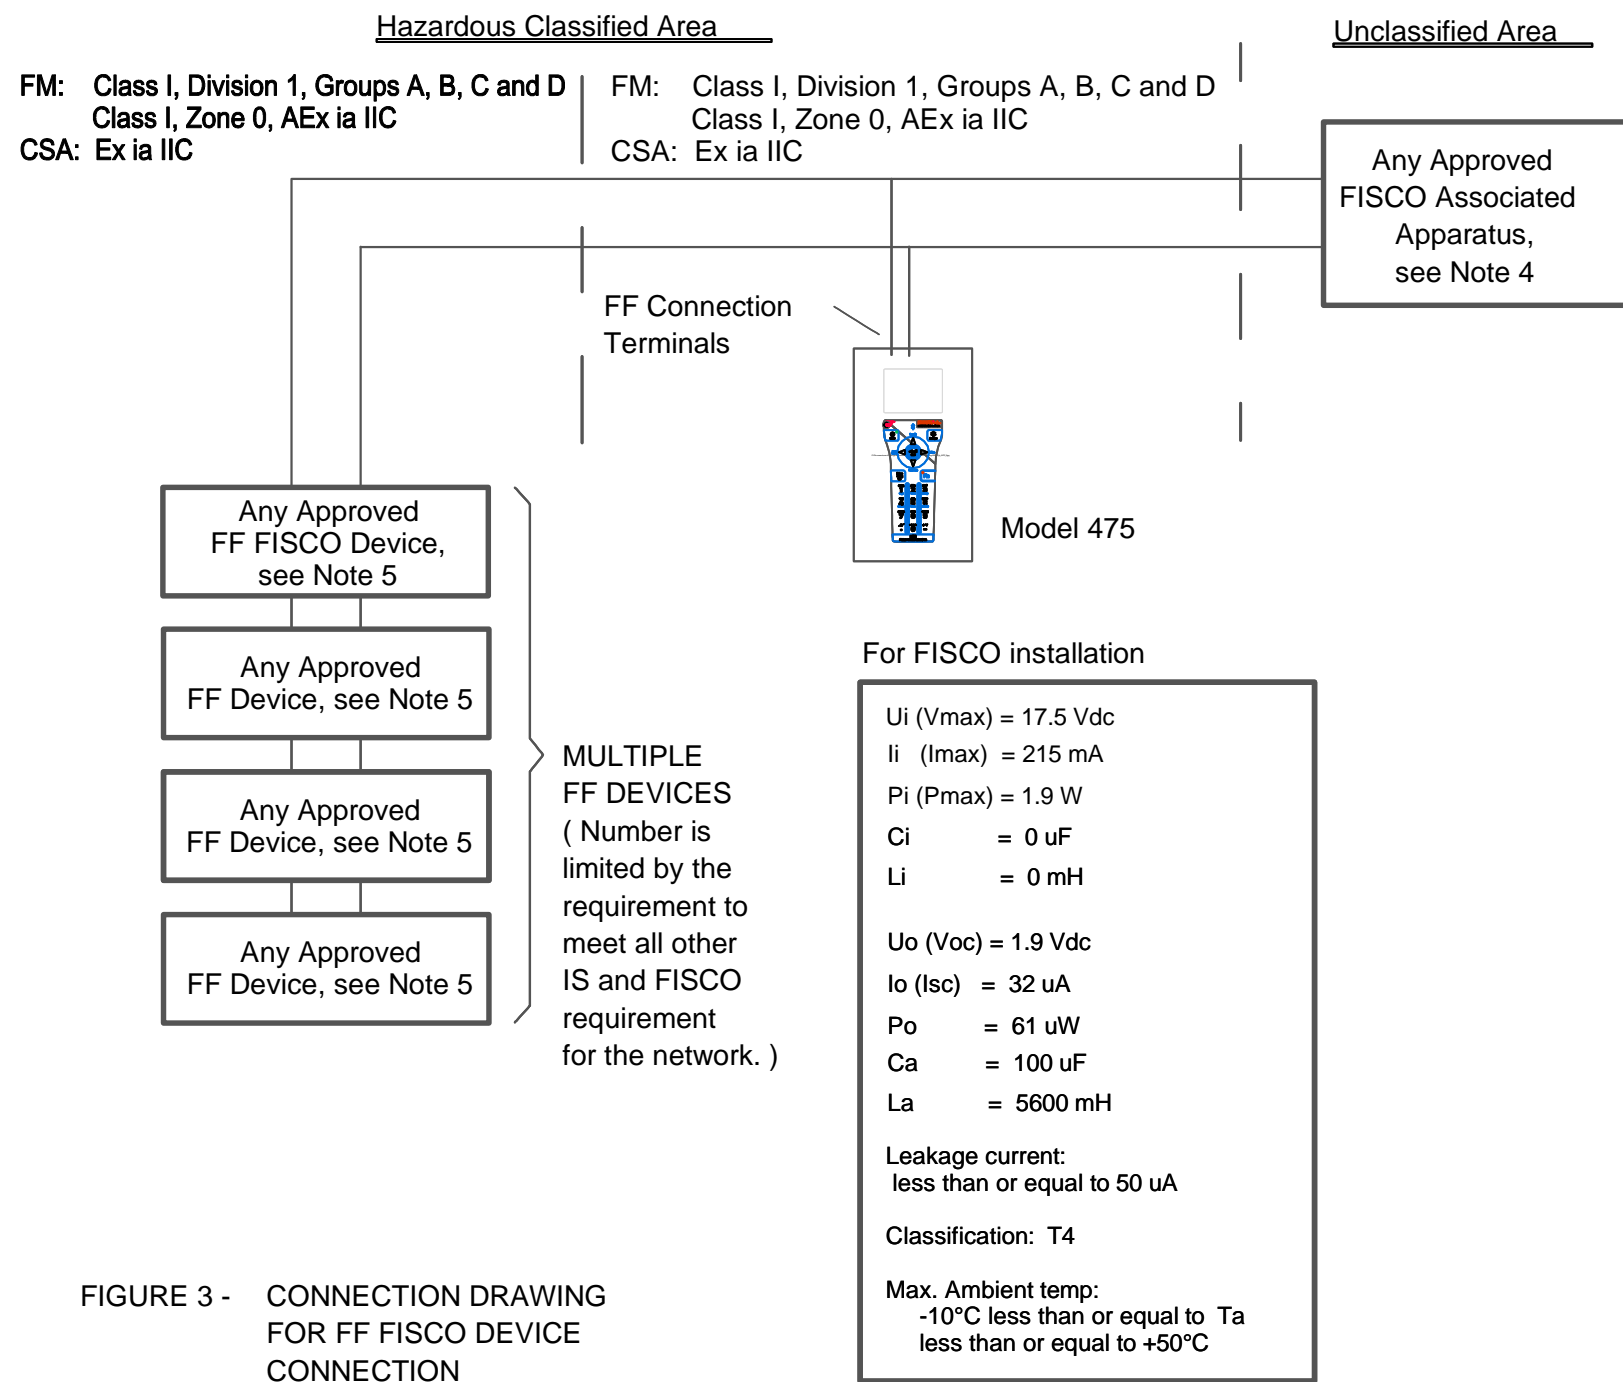 Hazardous Classified Area
Unclassified Area
FM: Class I, Division 1, Groups A, B, C and D
Class I, Zone 0, AEx ia IIC
CSA: Ex ia IIC
FM: Class I, Division 1, Groups A, B, C and D
Class I, Zone 0, AEx ia IIC
CSA: Ex ia IIC
Any Approved
FISCO Associated
Apparatus,
see Note 4
FF Connection
Terminals
Model 475
Any Approved
FF FISCO Device,
see Note 5
Any Approved
FF Device, see Note 5
Any Approved
FF Device, see Note 5
Any Approved
FF Device, see Note 5
MULTIPLE
FF DEVICES
( Number is
limited by the
requirement to
meet all other
IS and FISCO
requirement
for the network. )
For FISCO installation
Ui (Vmax) = 17.5 Vdc
Ii (Imax) = 215 mA
Pi (Pmax) = 1.9 W
Ci = 0 uF
Li = 0 mH
Uo (Voc) = 1.9 Vdc
Io (Isc) = 32 uA
Po = 61 uW
Ca = 100 uF
La = 5600 mH
Leakage current:
less than or equal to 50 uA
Classification: T4
Max. Ambient temp:
-10°C less than or equal to Ta
less than or equal to +50°C
FIGURE 3 - CONNECTION DRAWING
FOR FF FISCO DEVICE
CONNECTION